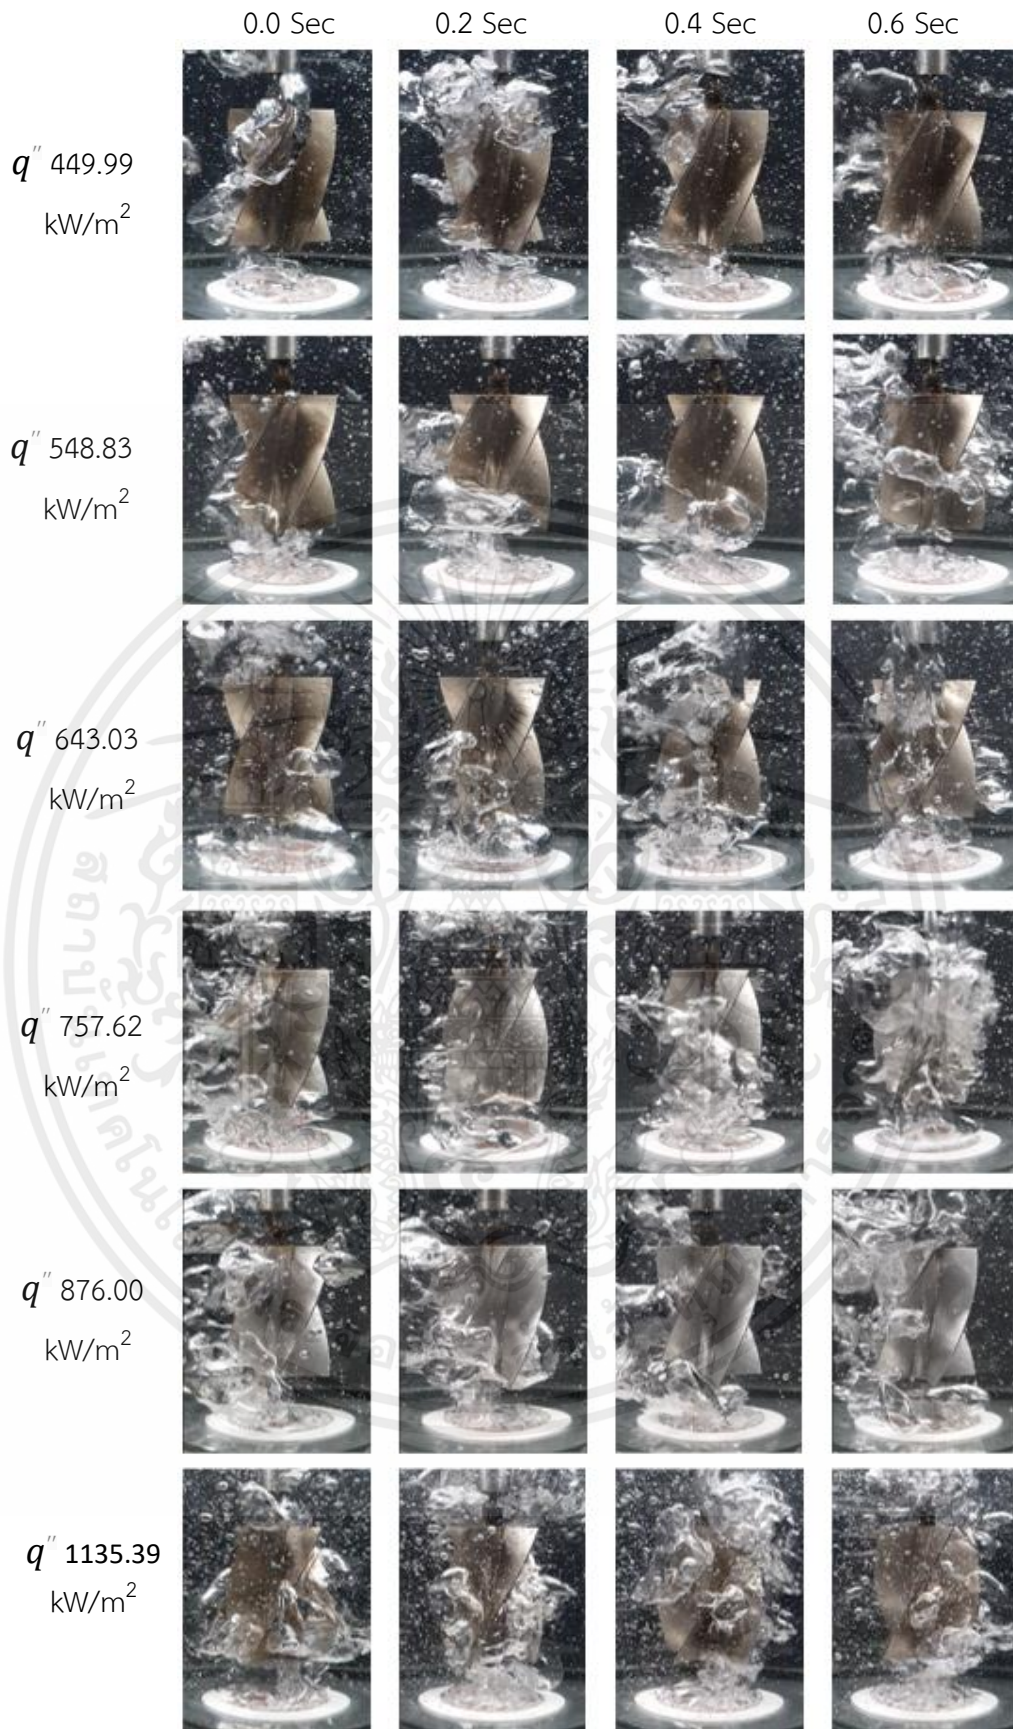 0.0 Sec 0.2 Sec 0.4 Sec 0.6 Sec
q″ 449.99
kW/m²
q″ 548.83
kW/m²
q″ 643.03
kW/m²
q″ 757.62
kW/m²
q″ 876.00
kW/m²
q″ 1135.39
kW/m²